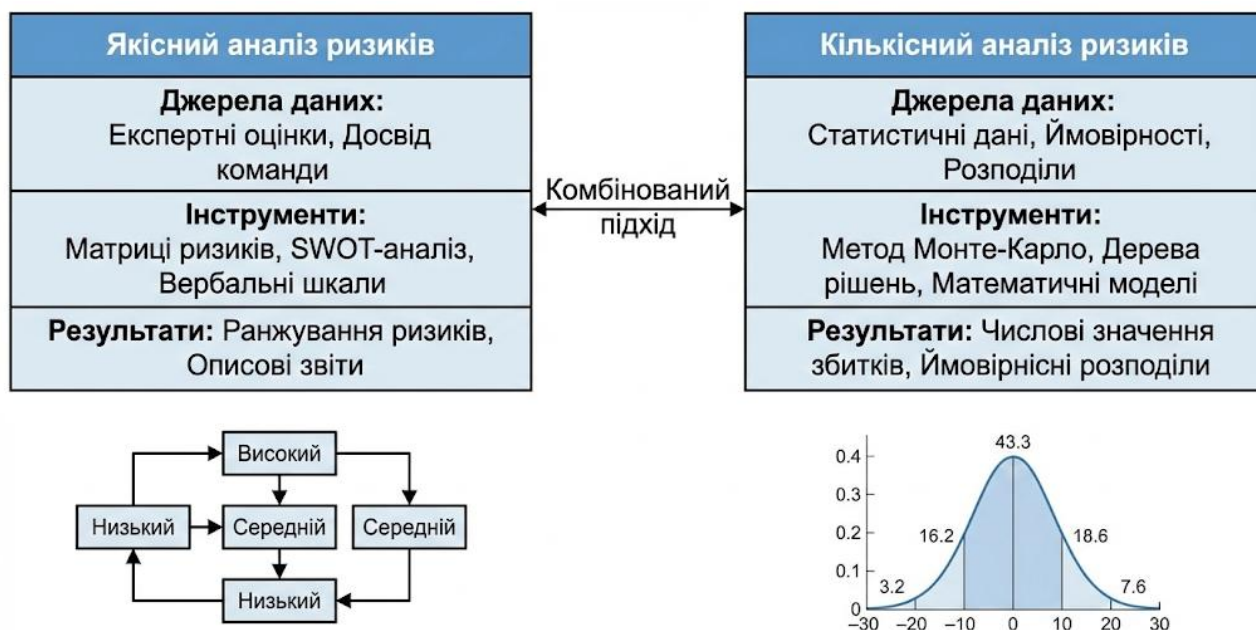 Якісний аналіз ризиків
Джерела даних:
Експертні оцінки, Досвід
команди
Інструменти:
Матриці ризиків, SWOT-аналіз,
Вербальні шкали
Результати: Ранжування ризиків,
Описові звіти
Комбінований
підхід
Кількісний аналіз ризиків
Джерела даних:
Статистичні дані, Ймовірності,
Розподіли
Інструменти:
Метод Монте-Карло, Дерева
рішень, Математичні моделі
Результати: Числові значення
збитків, Ймовірнісні розподіли
Високий
Низький
Середній
Середній
Низький
43.3
0.4
0.3
0.2
16.2
18.6
0.1
3.2
7.6
0
–30 –20 –10 0 10 20 30